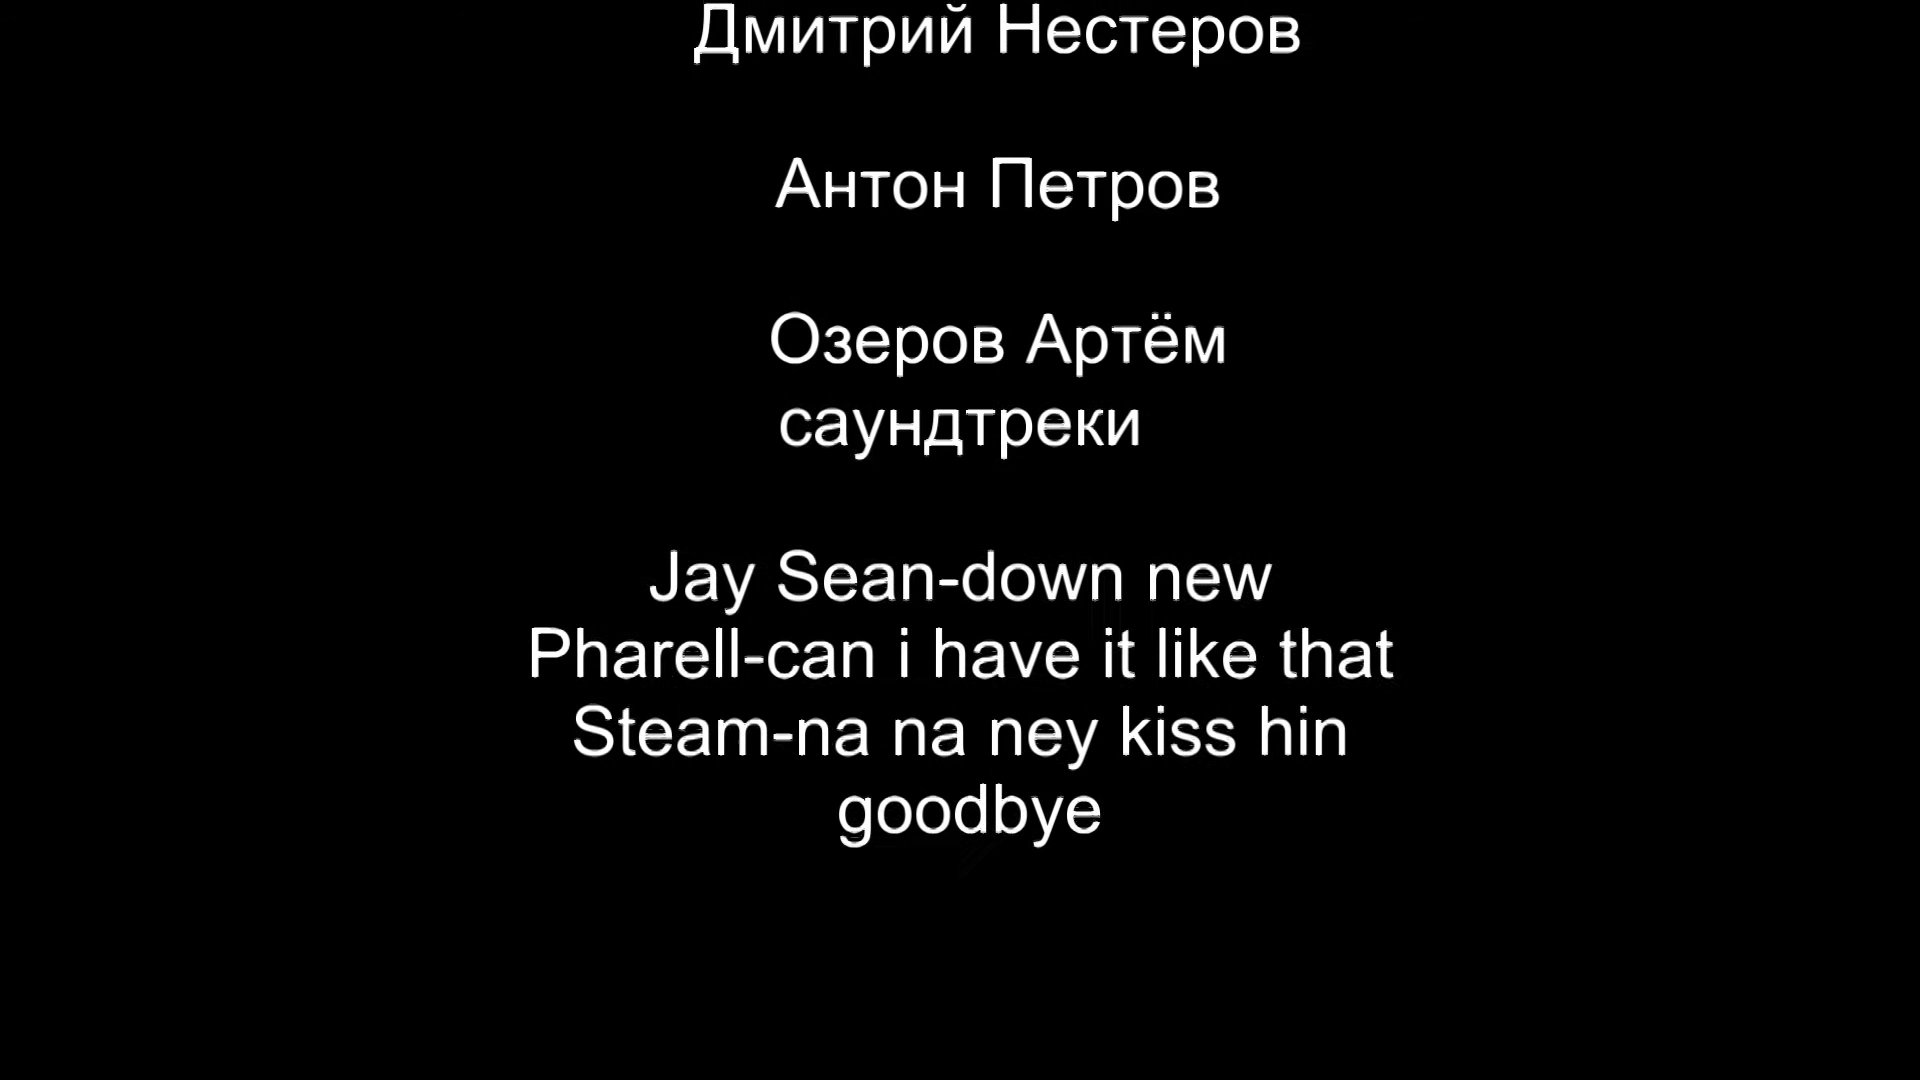 Дмитрий Нестеров
Антон Петров
Озеров Артём
саундтреки
Jay Sean-down new
Pharell-can i have it like that
Steam-na na ney kiss hin
goodbye